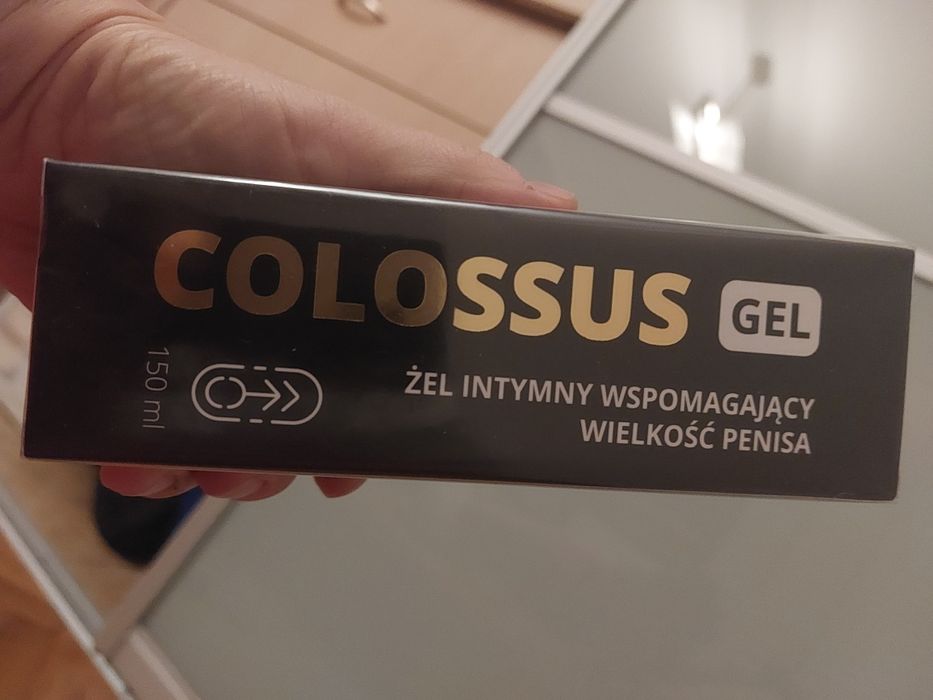 COLOSSUS GEL
150 ml
ŻEL INTYMNY WSPOMAGAJĄCY
WIELKOŚĆ PENISA